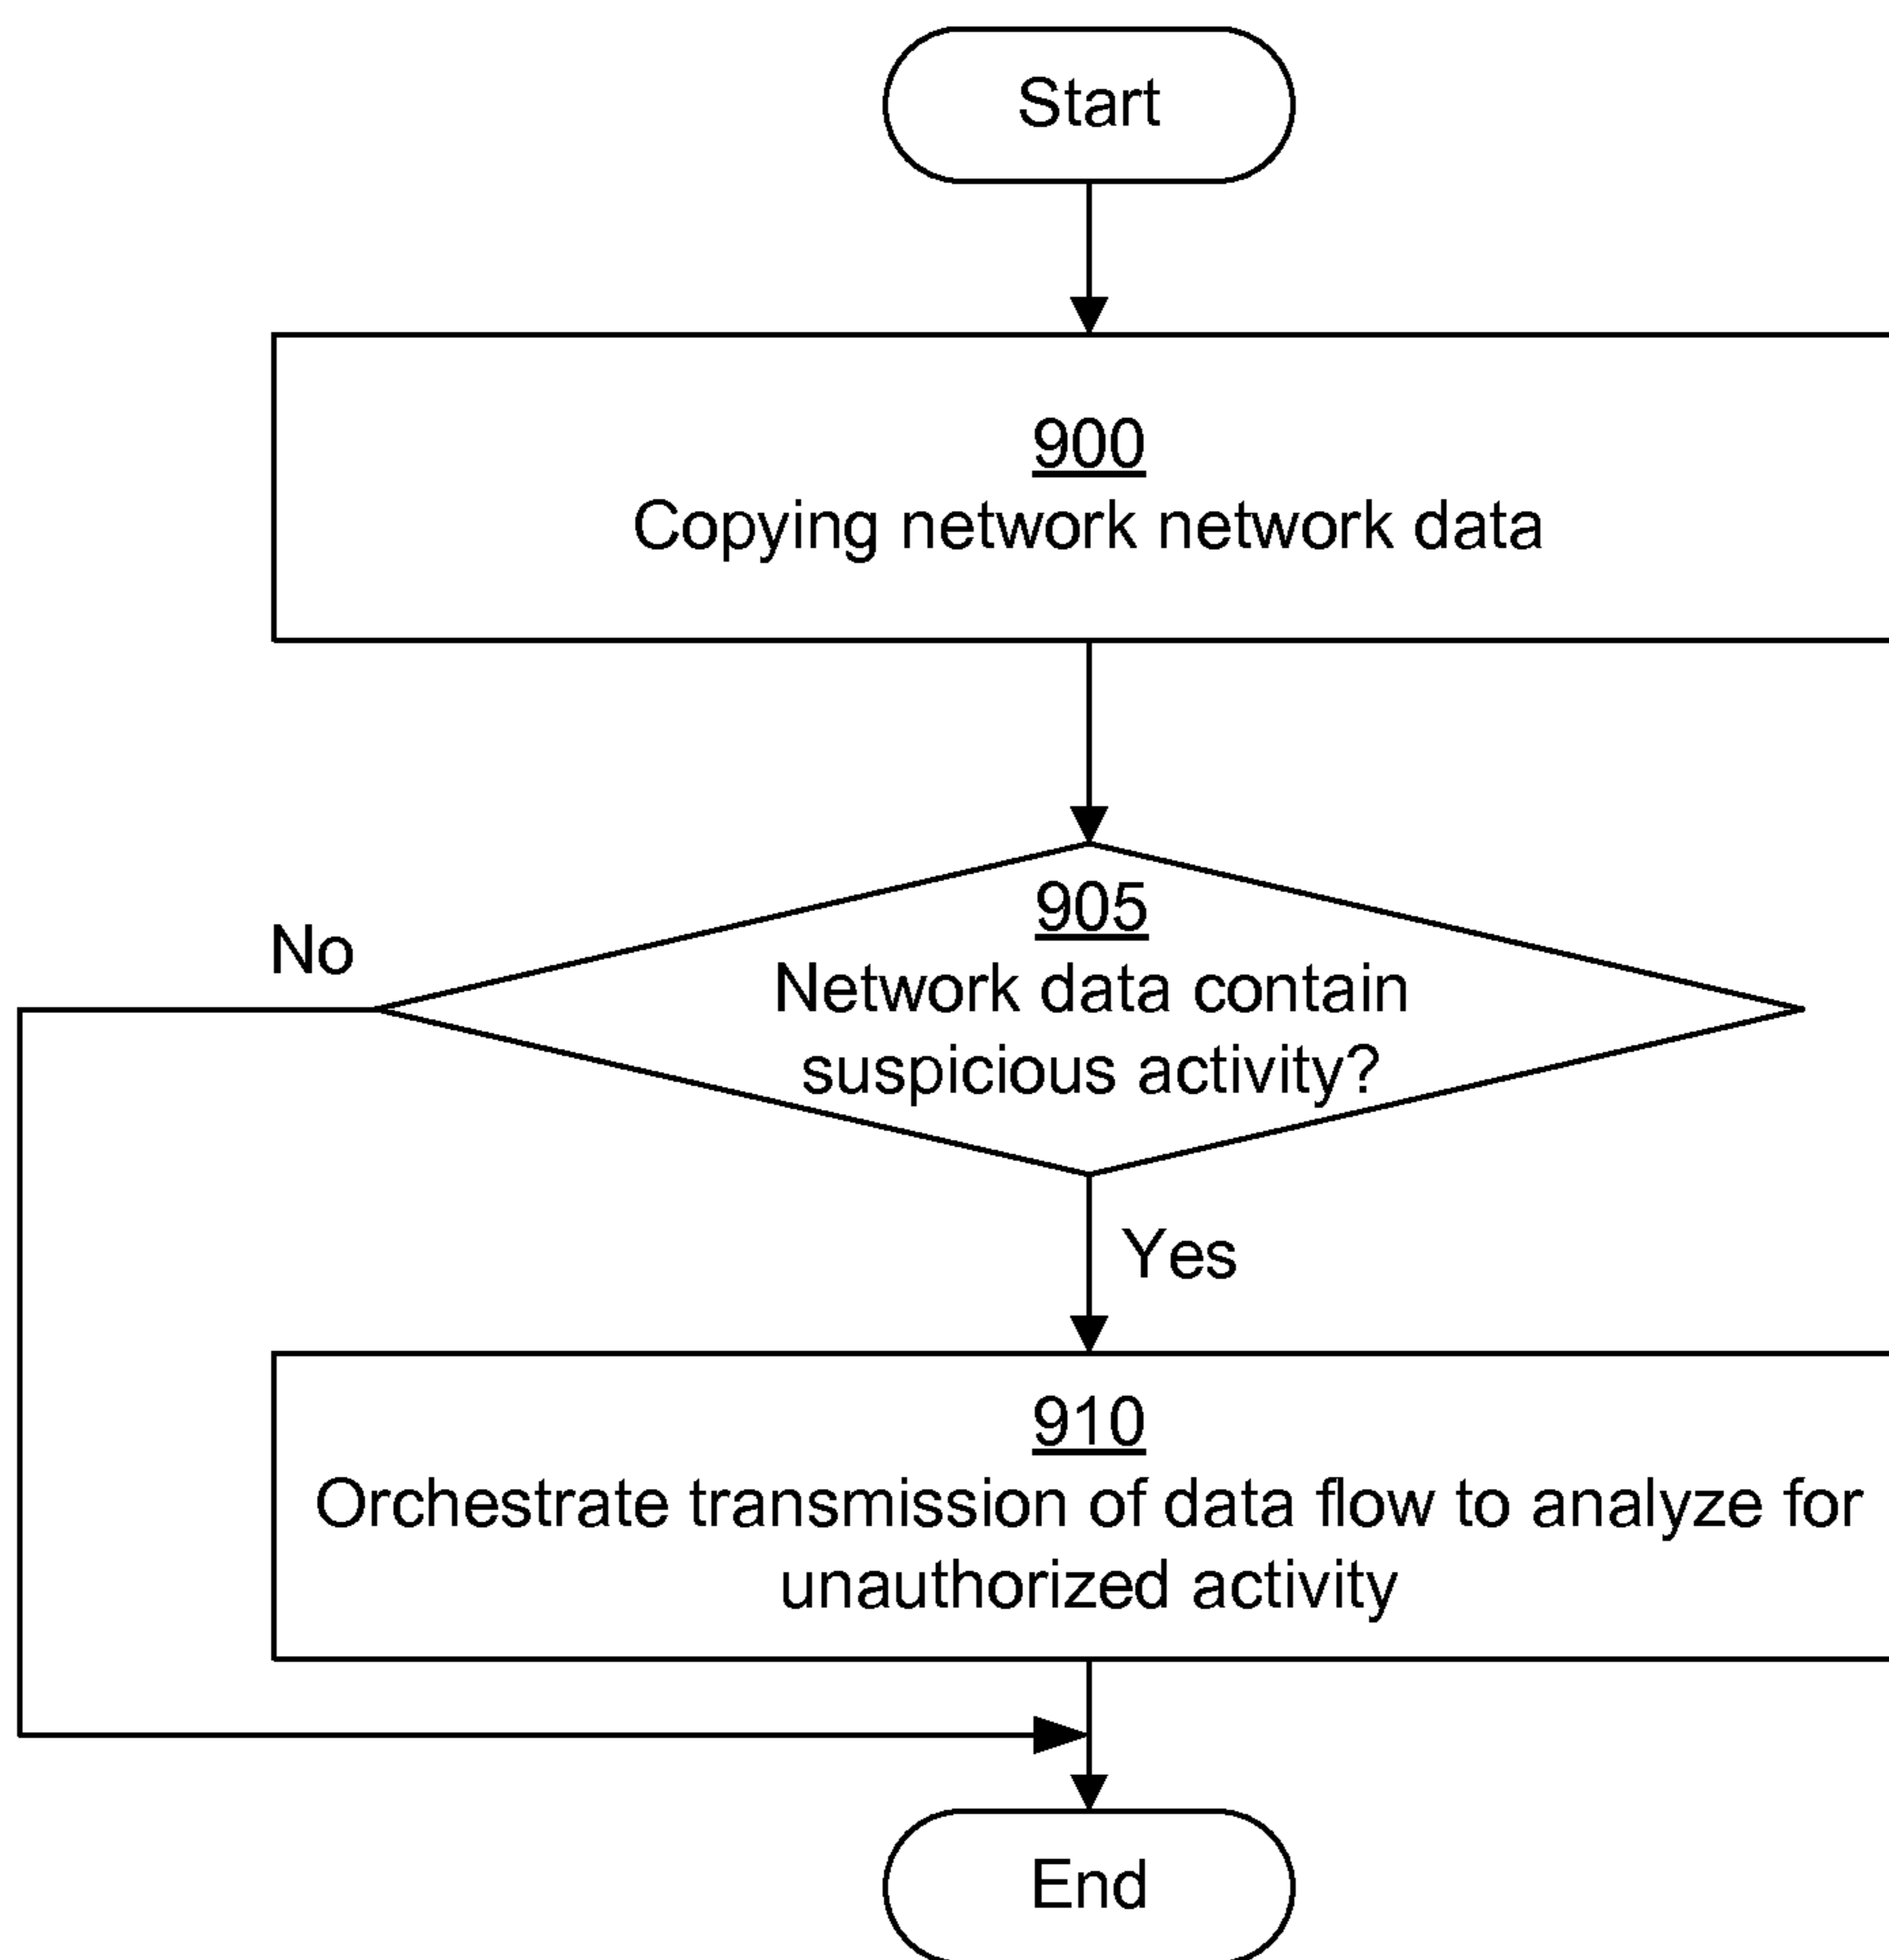 Start
900
Copying network network data
905
Network data contain
suspicious activity?
No
Yes
910
Orchestrate transmission of data flow to analyze for
unauthorized activity
End